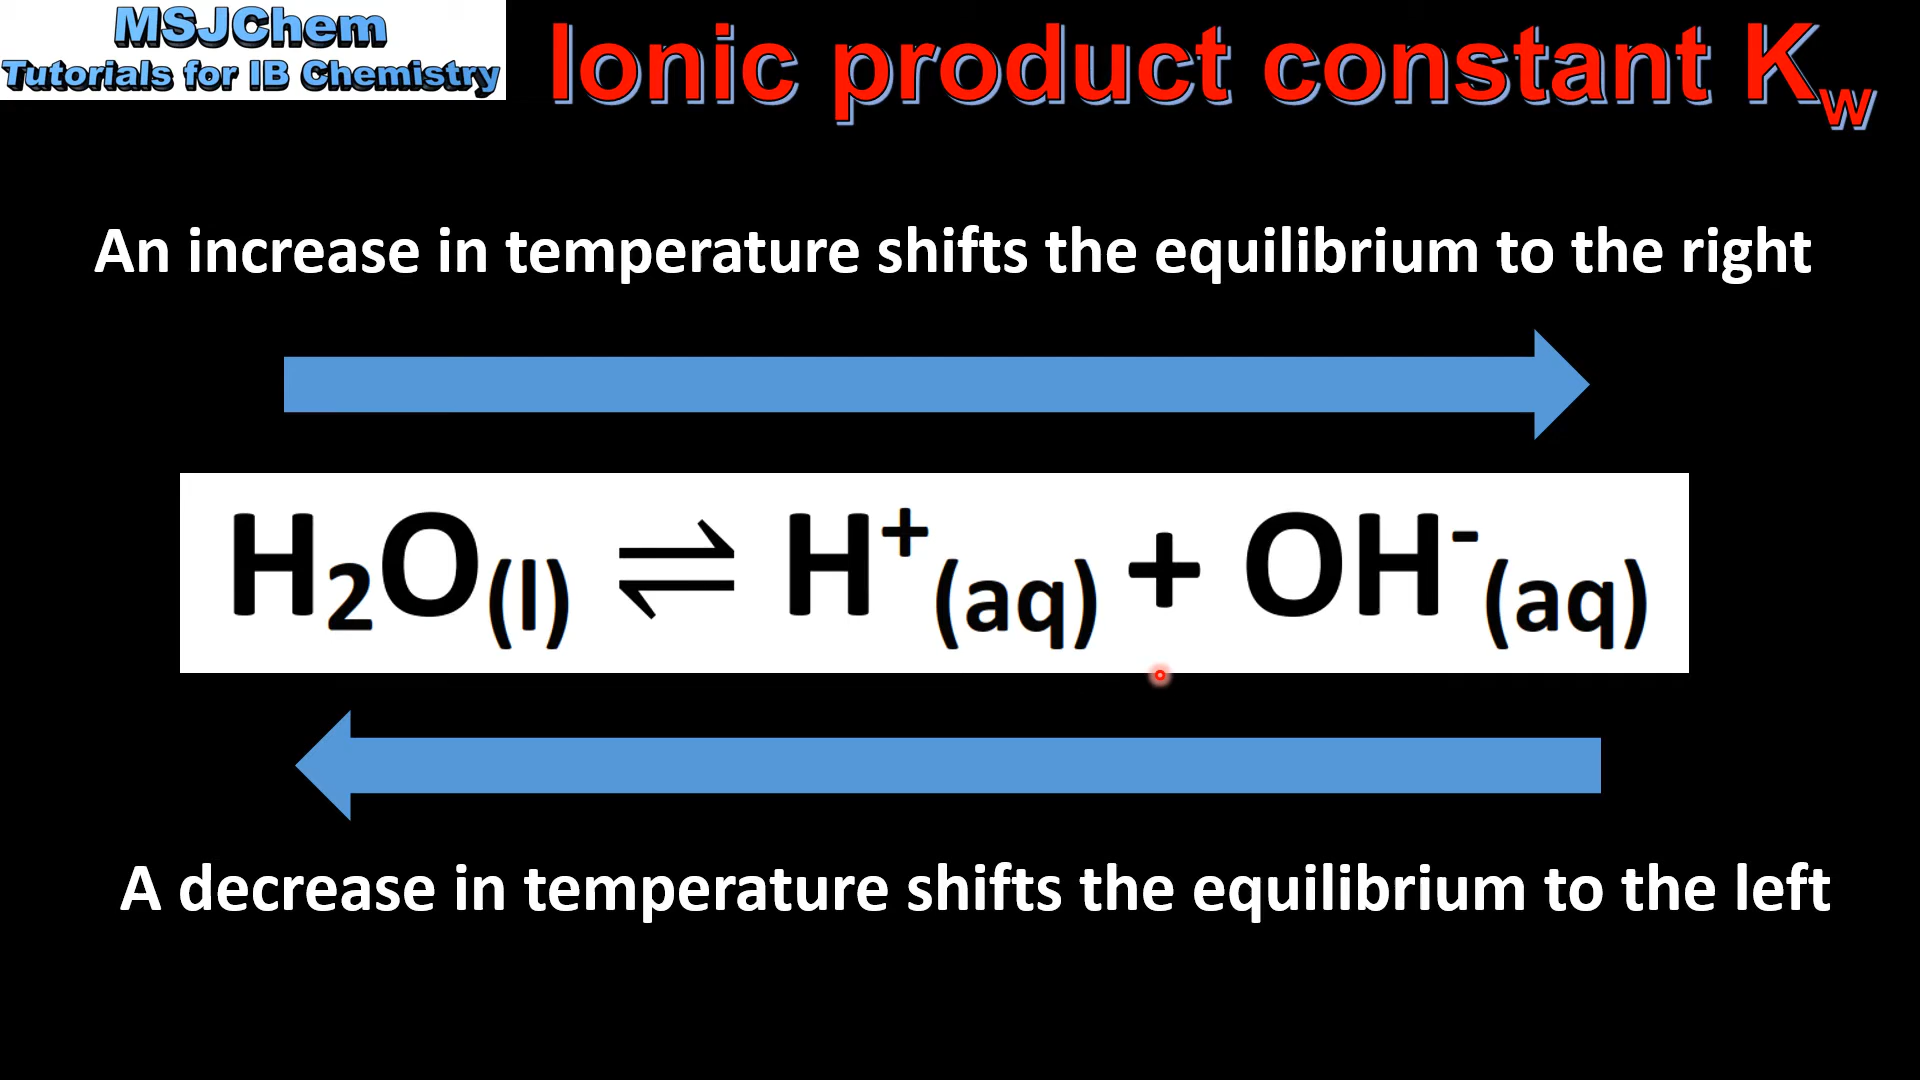 MSJChem
Tutorials for IB Chemistry
Ionic product constant Kw
An increase in temperature shifts the equilibrium to the right
H₂O(l) ⇌ H⁺(aq) + OH⁻(aq)
A decrease in temperature shifts the equilibrium to the left